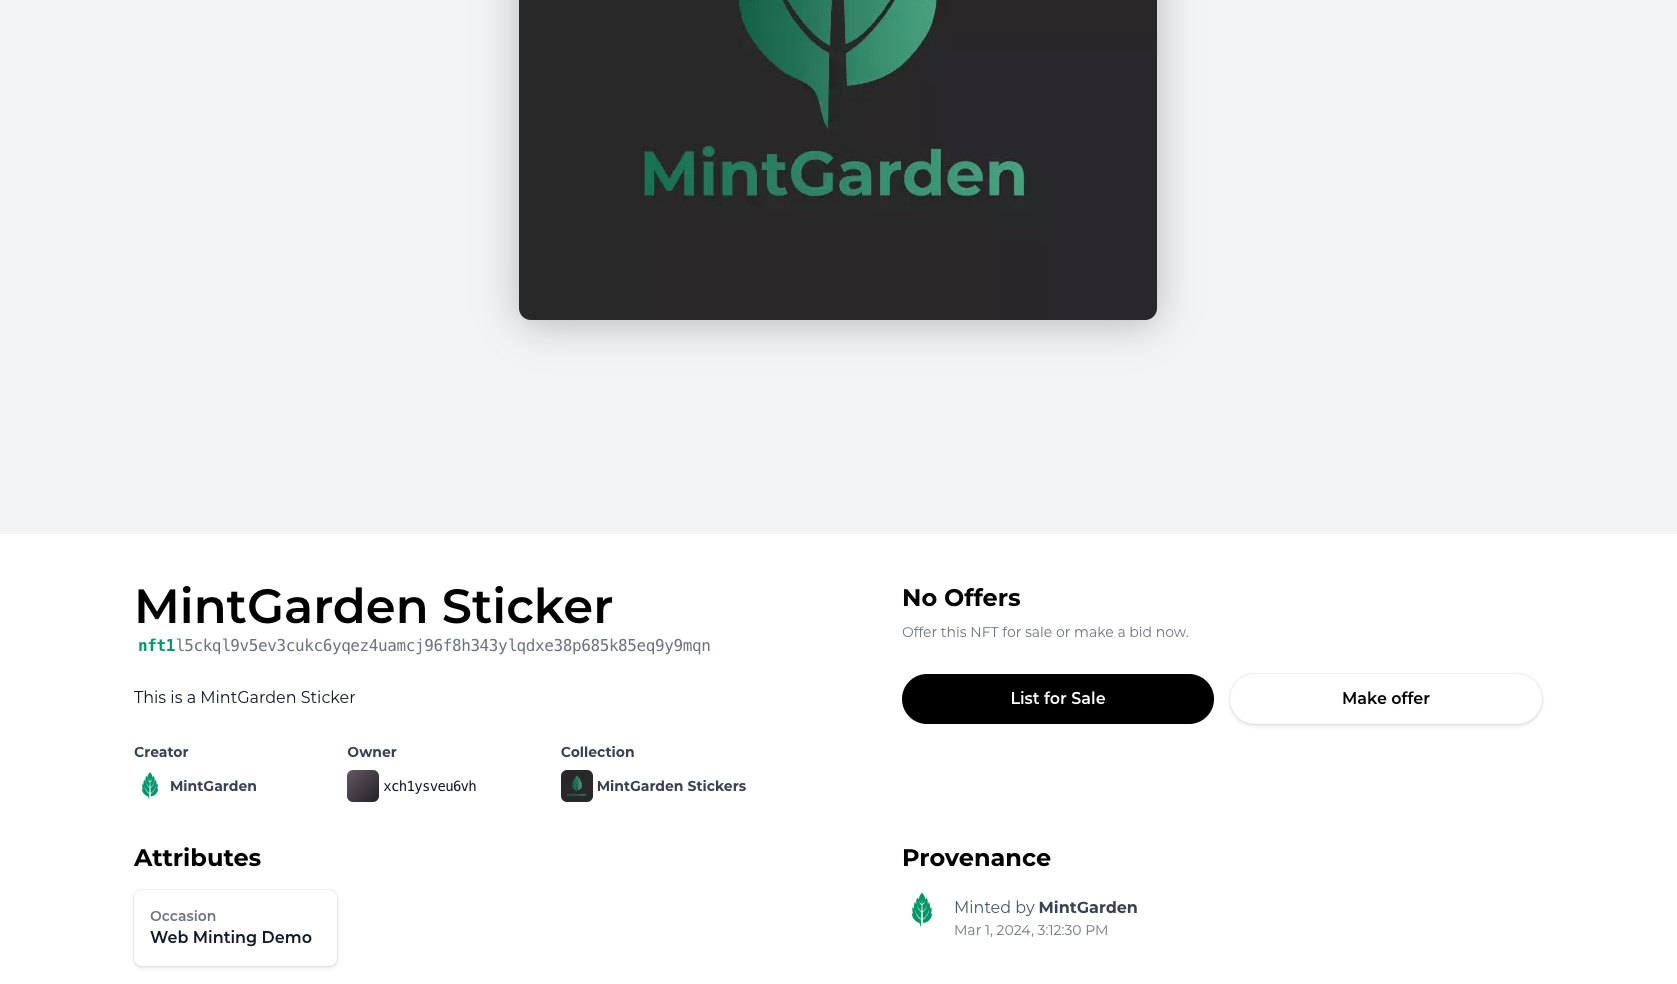 MintGarden
MintGarden Sticker
nft1l5ckql9v5ev3cukc6yqez4uamcj96f8h343ylqdxe38p685k85eq9y9mqn
This is a MintGarden Sticker
Creator
MintGarden
Owner
xch1ysveu6vh
Collection
MintGarden Stickers
Attributes
Occasion
Web Minting Demo
No Offers
Offer this NFT for sale or make a bid now.
List for Sale
Make offer
Provenance
Minted by MintGarden
Mar 1, 2024, 3:12:30 PM